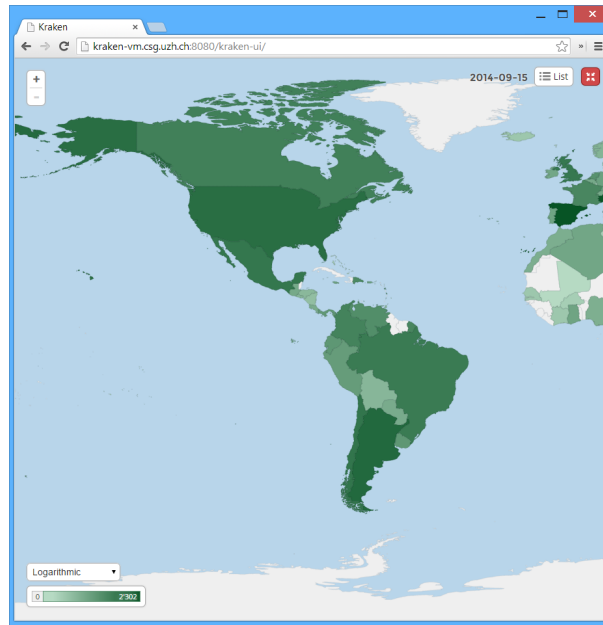 Kraken
kraken-vm.csg.uzh.ch:8080/kraken-ui/
+
2014-09-15 List
-
Logarithmic
0 2'302